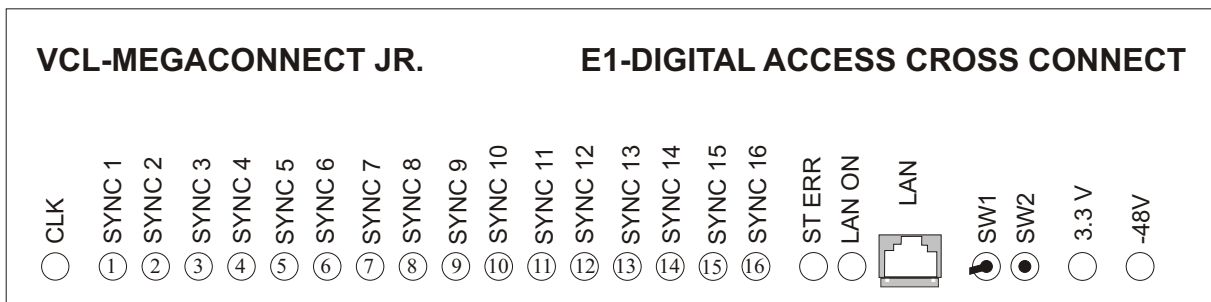 VCL-MEGACONNECT JR. E1-DIGITAL ACCESS CROSS CONNECT
CLK SYNC 1 SYNC 2 SYNC 3 SYNC 4 SYNC 5 SYNC 6 SYNC 7 SYNC 8 SYNC 9 SYNC 10 SYNC 11 SYNC 12 SYNC 13 SYNC 14 SYNC 15 SYNC 16 ST ERR LAN ON LAN SW1 SW2 3.3 V -48V
1 2 3 4 5 6 7 8 9 10 11 12 13 14 15 16